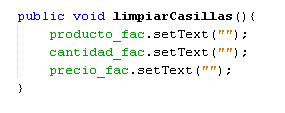 public void limpiarCasillas(){
producto_fac.setText("");
cantidad_fac.setText("");
precio_fac.setText("");
}